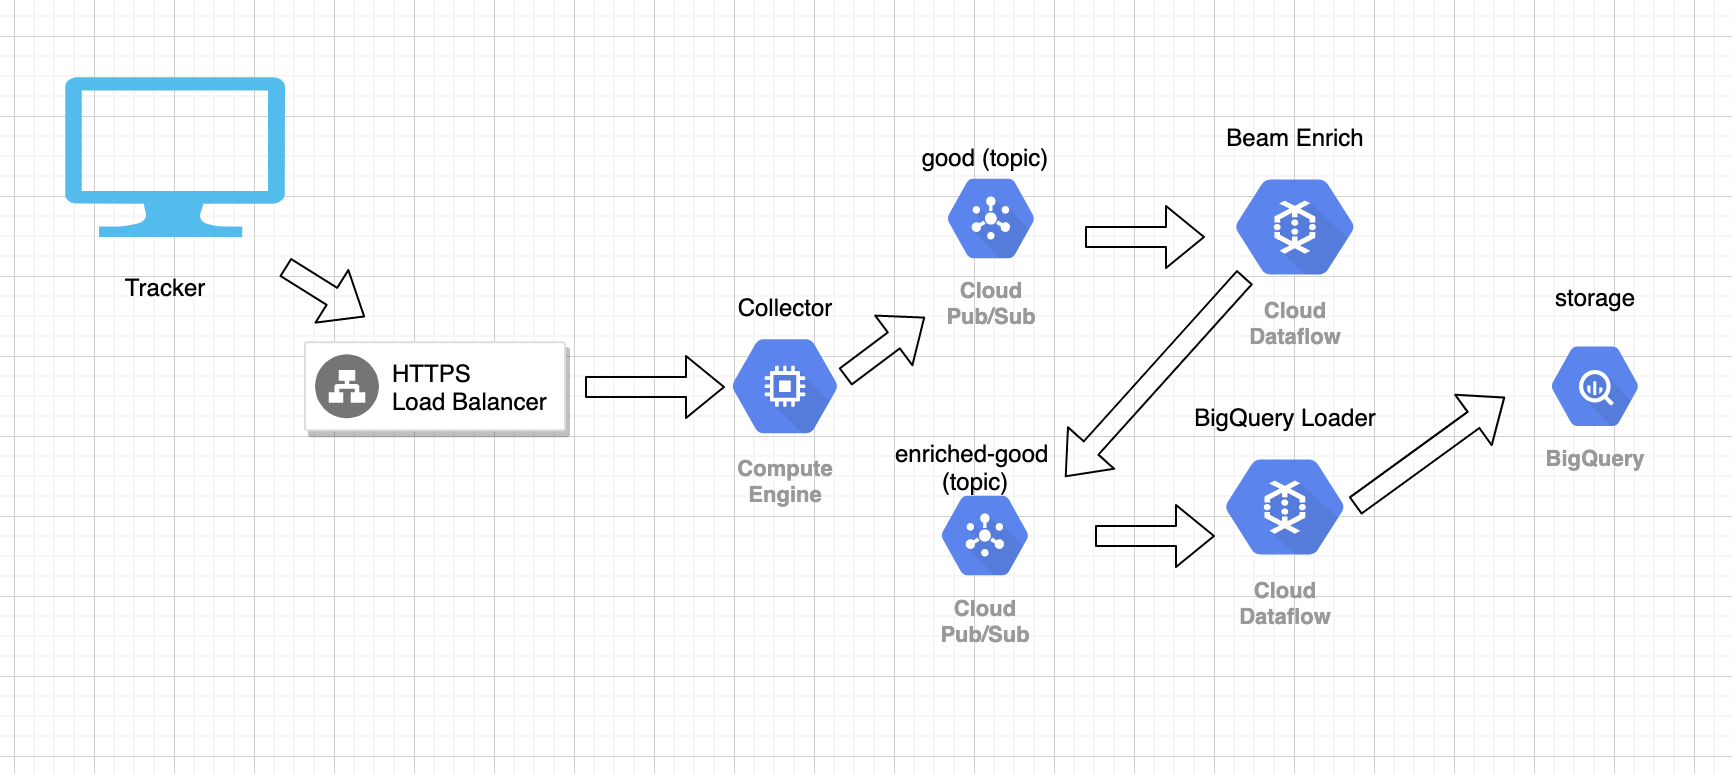 Tracker
HTTPS
Load Balancer
Collector
Compute
Engine
good (topic)
Cloud
Pub/Sub
Beam Enrich
Cloud
Dataflow
enriched-good
(topic)
Cloud
Pub/Sub
BigQuery Loader
Cloud
Dataflow
storage
BigQuery